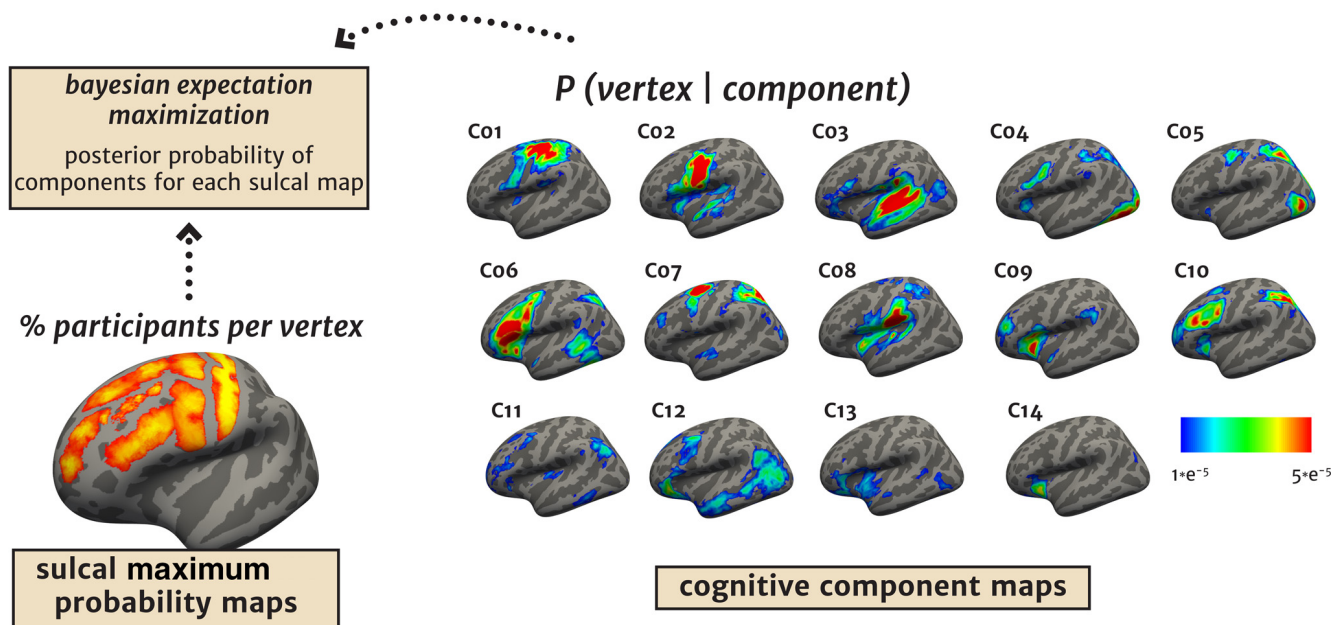 bayesian expectation
maximization
posterior probability of
components for each sulcal map
% participants per vertex
sulcal maximum
probability maps
P (vertex | component)
C01 C02 C03 C04 C05
C06 C07 C08 C09 C10
C11 C12 C13 C14
1*e⁻⁵ 5*e⁻⁵
cognitive component maps